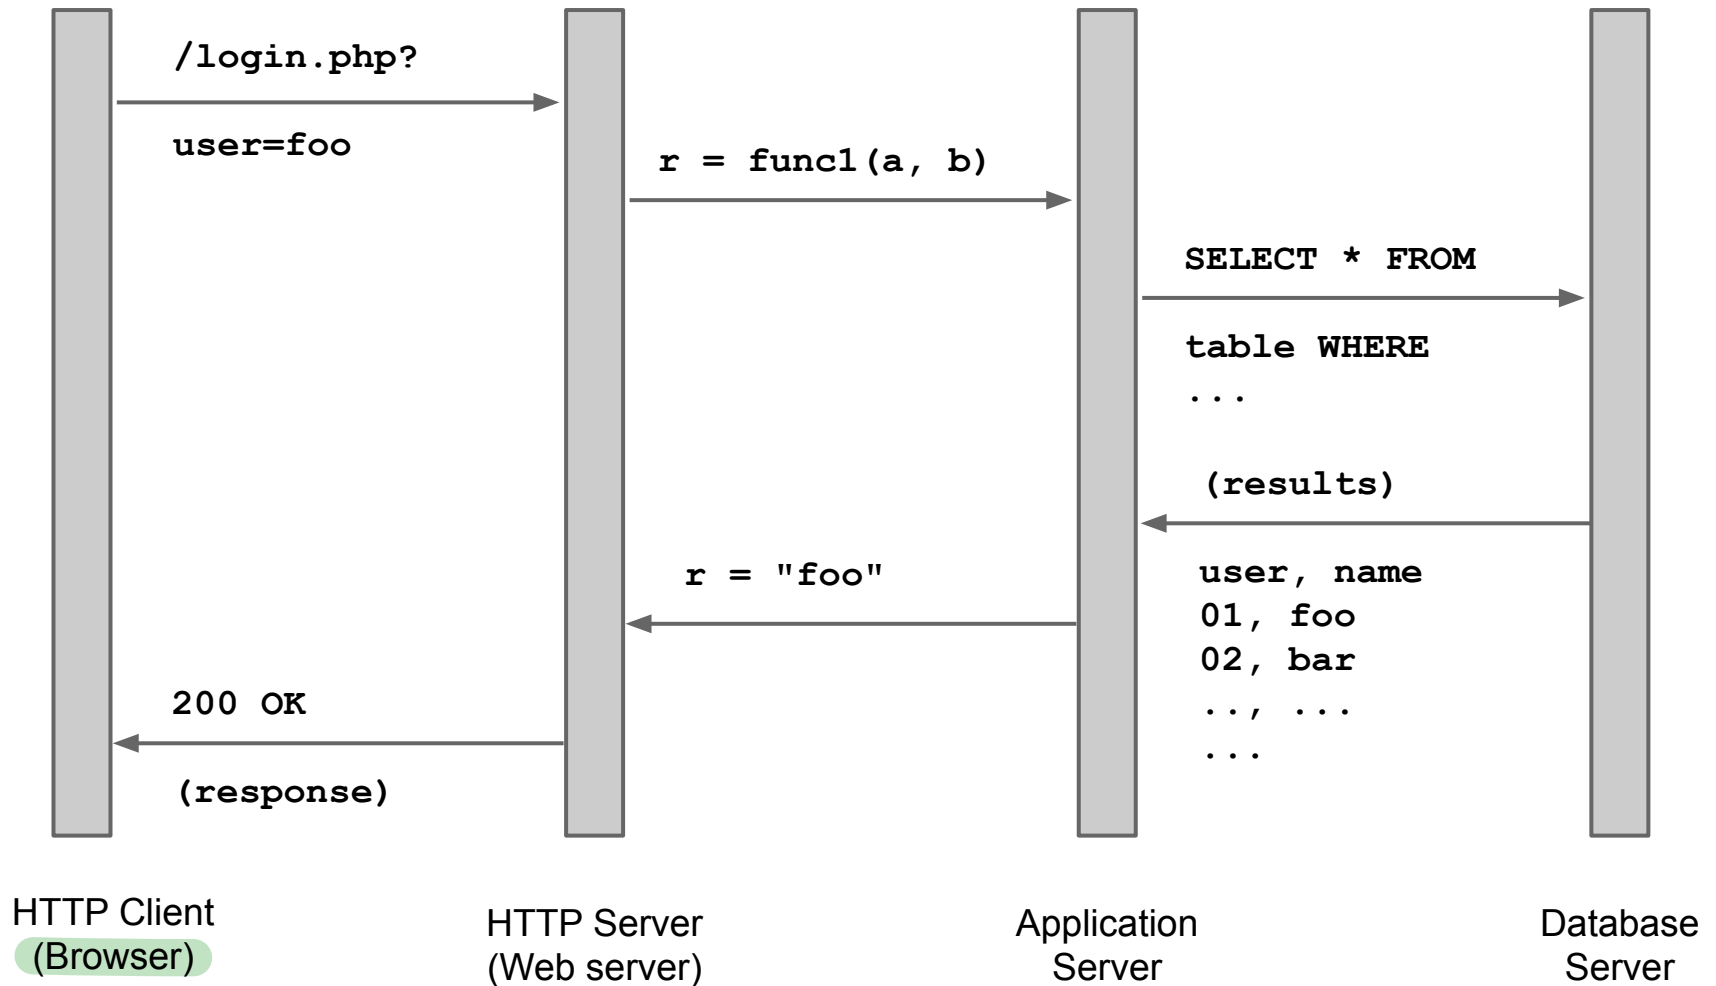 /login.php?
user=foo
r = func1(a, b)
SELECT * FROM
table WHERE
...
(results)
user, name
01, foo
02, bar
.., ...
...
r = "foo"
200 OK
(response)
HTTP Client
(Browser)
HTTP Server
(Web server)
Application
Server
Database
Server